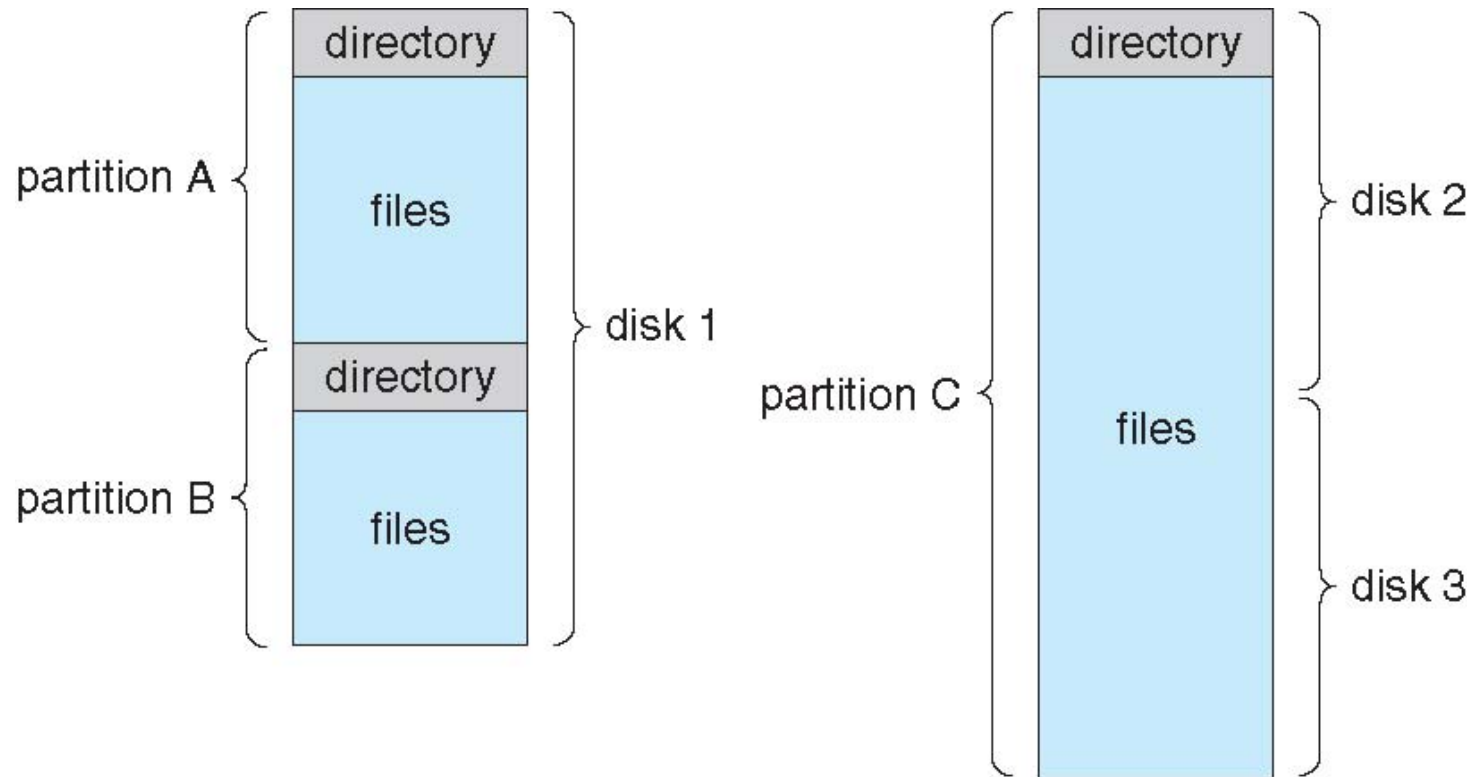 directory
partition A
files
disk 1
directory
partition B
files
directory
disk 2
partition C
files
disk 3